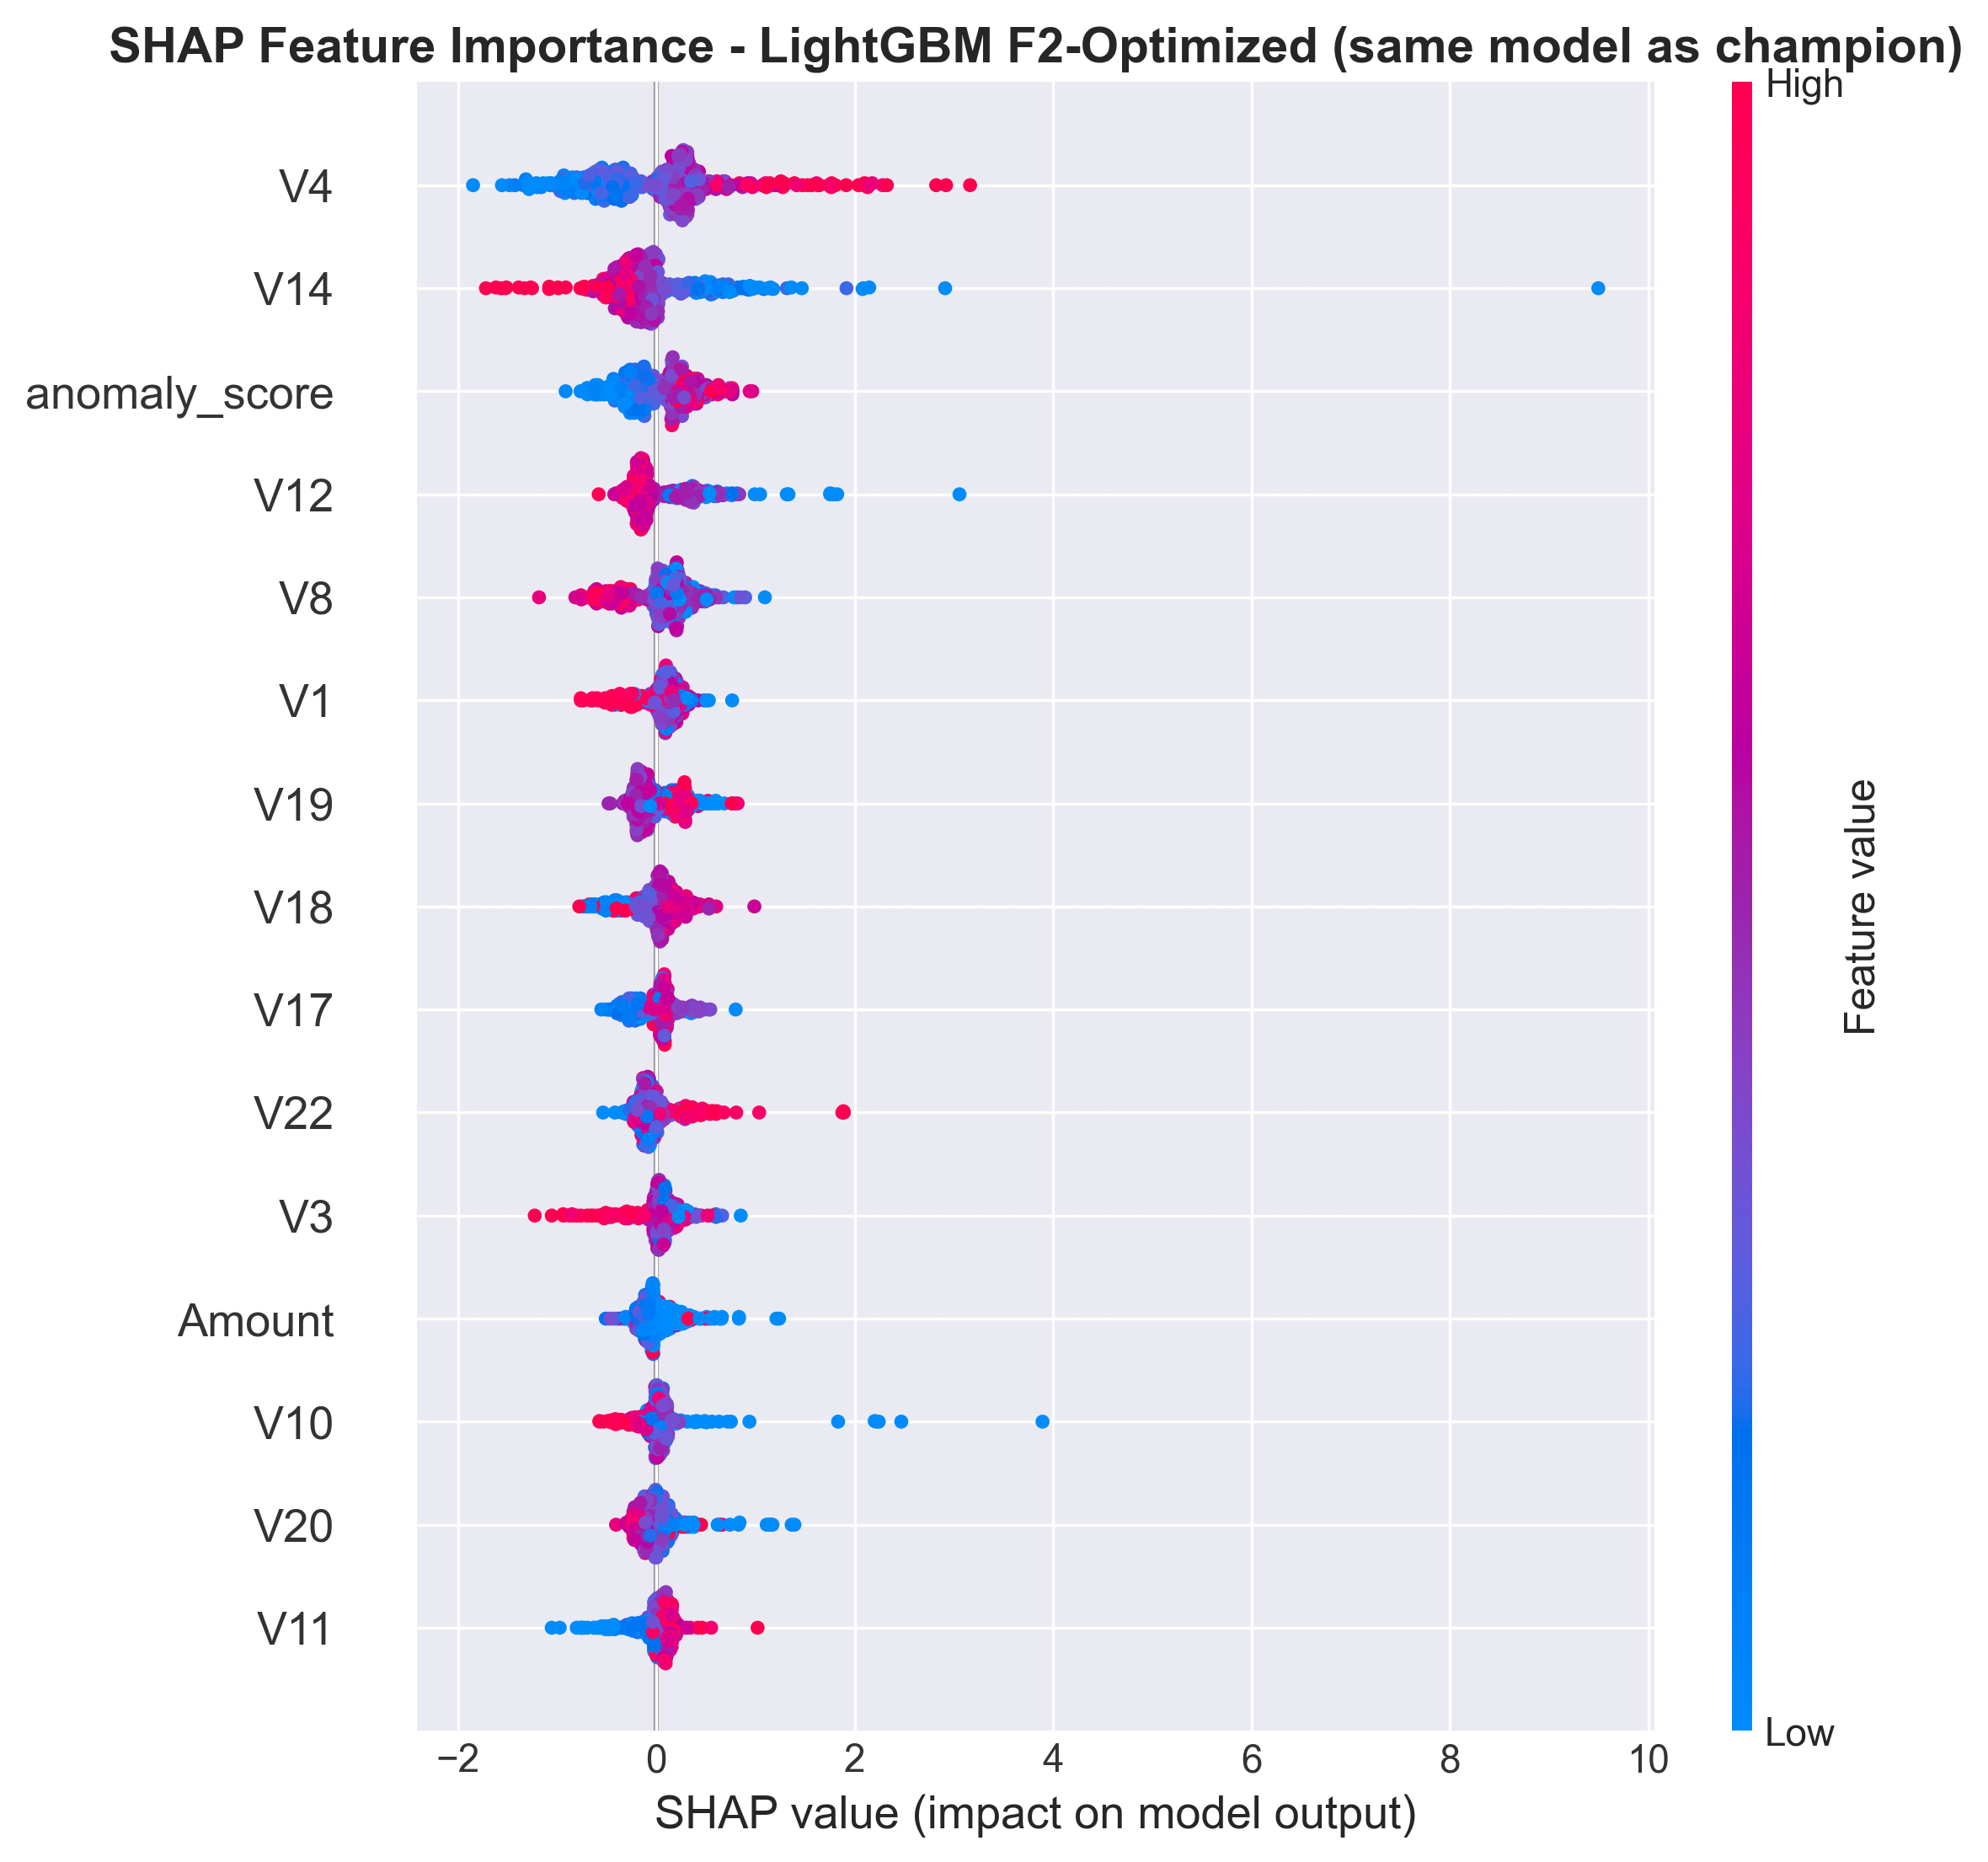 SHAP Feature Importance - LightGBM F2-Optimized (same model as champion)
High
V4
V14
anomaly_score
V12
V8
V1
V19
V18
V17
V22
V3
Amount
V10
V20
V11
Feature value
Low
−2 0 2 4 6 8 10
SHAP value (impact on model output)